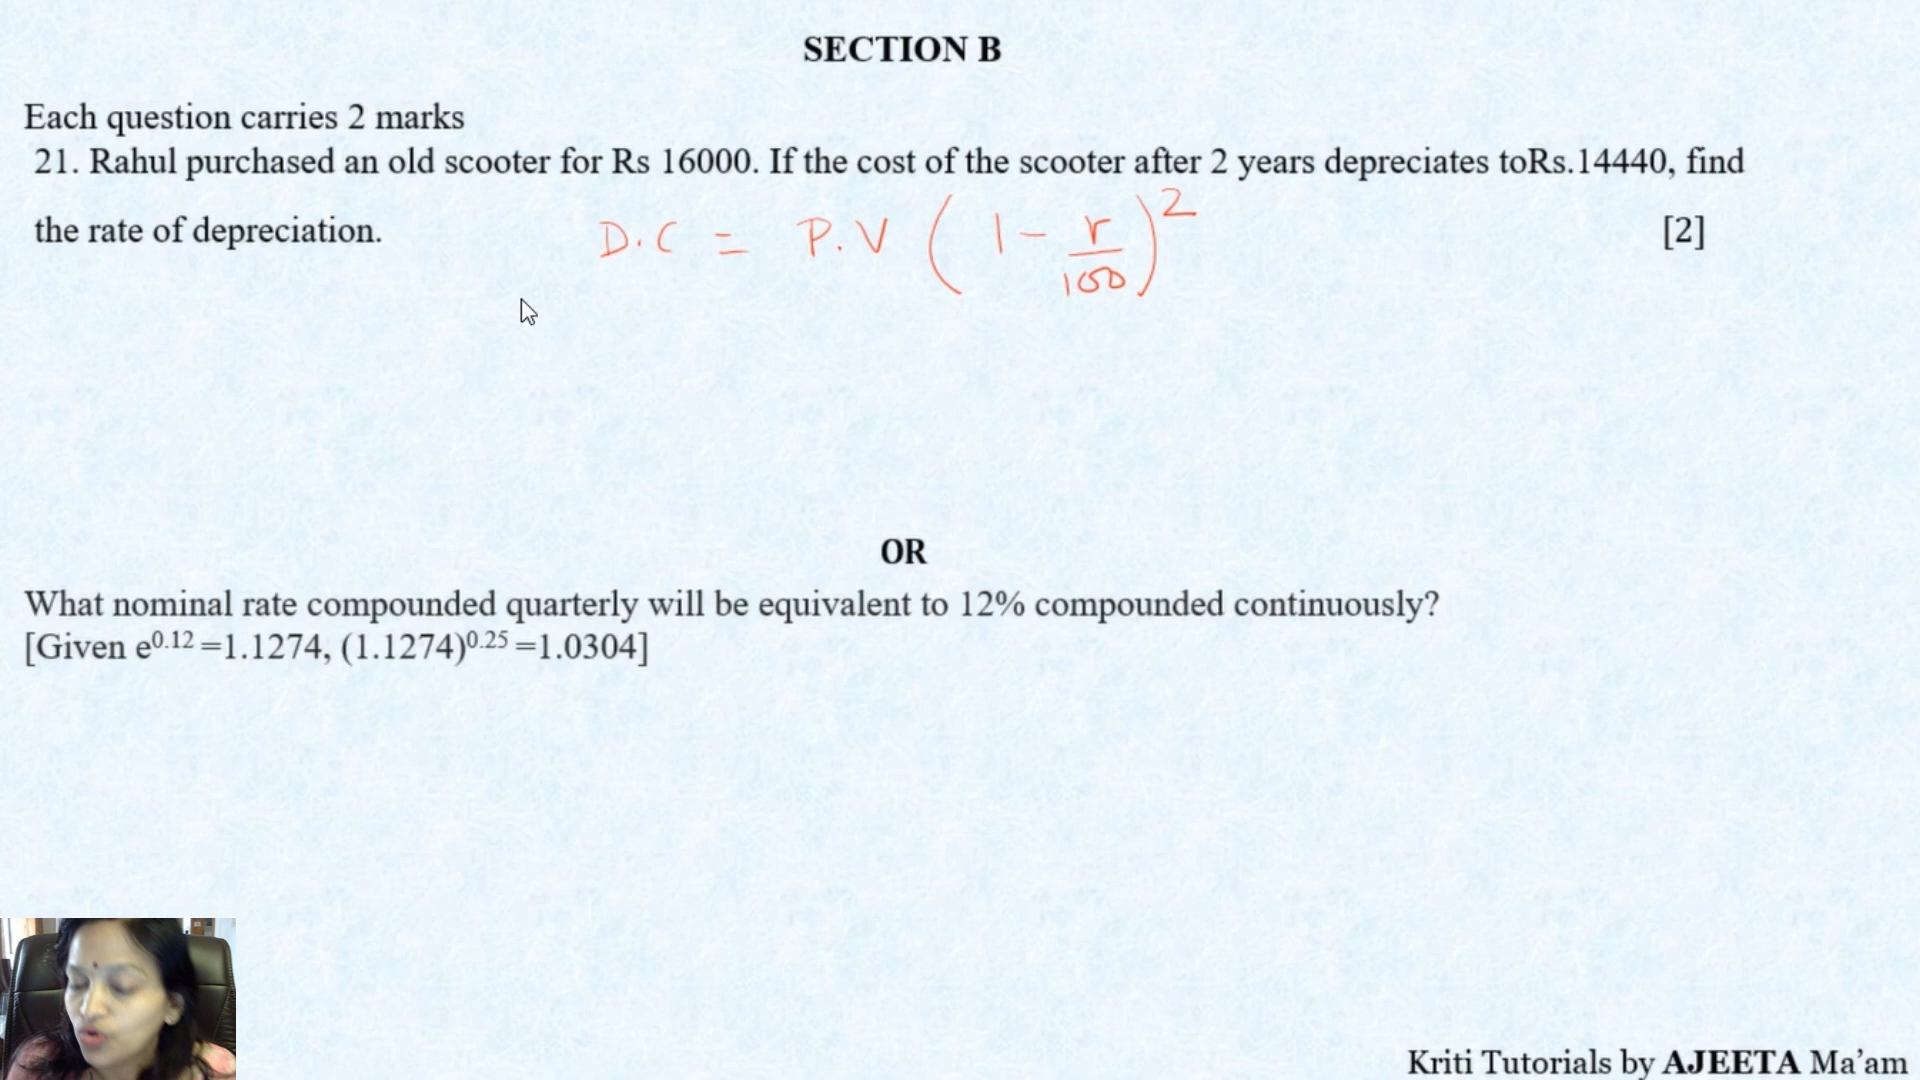 SECTION B
Each question carries 2 marks
21. Rahul purchased an old scooter for Rs 16000. If the cost of the scooter after 2 years depreciates toRs.14440, find
the rate of depreciation. [2]
D.C = P.V (1 - r/100)²
OR
What nominal rate compounded quarterly will be equivalent to 12% compounded continuously?
[Given e⁰·¹² =1.1274, (1.1274)⁰·²⁵ =1.0304]
Kriti Tutorials by AJEETA Ma’am